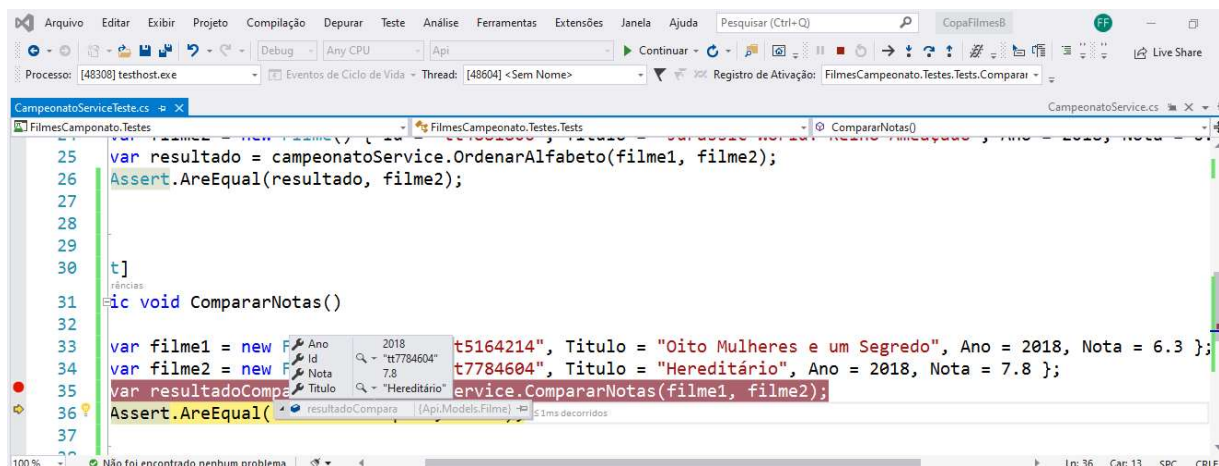 Arquivo Editar Exibir Projeto Compilação Depurar Teste Análise Ferramentas Extensões Janela Ajuda Pesquisar (Ctrl+Q) CopaFilmesB FF
Debug Any CPU Api Continuar Live Share
Processo: [48308] testhost.exe Eventos de Ciclo de Vida Thread: [48604] <Sem Nome> Registro de Ativação: FilmesCampeonato.Testes.Tests.Comparar
CampeonatoServiceTeste.cs CampeonatoService.cs
FilmesCamponato.Testes FilmesCampeonato.Testes.Tests CompararNotas()
25 var resultado = campeonatoService.OrdenarAlfabeto(filme1, filme2);
26 Assert.AreEqual(resultado, filme2);
27
28
29
30 t]
rências
31 ic void CompararNotas()
32
33 var filme1 = new F t5164214", Titulo = "Oito Mulheres e um Segredo", Ano = 2018, Nota = 6.3 };
34 var filme2 = new F t7784604", Titulo = "Hereditário", Ano = 2018, Nota = 7.8 };
35 var resultadoCompa ervice.CompararNotas(filme1, filme2);
36 Assert.AreEqual( ≤ 1ms decorridos
37
Ano 2018
Id "tt7784604"
Nota 7.8
Titulo "Hereditário"
resultadoCompara {Api.Models.Filme}
100 % Não foi encontrado nenhum problema Ln: 36 Car: 13 SPC CRLF